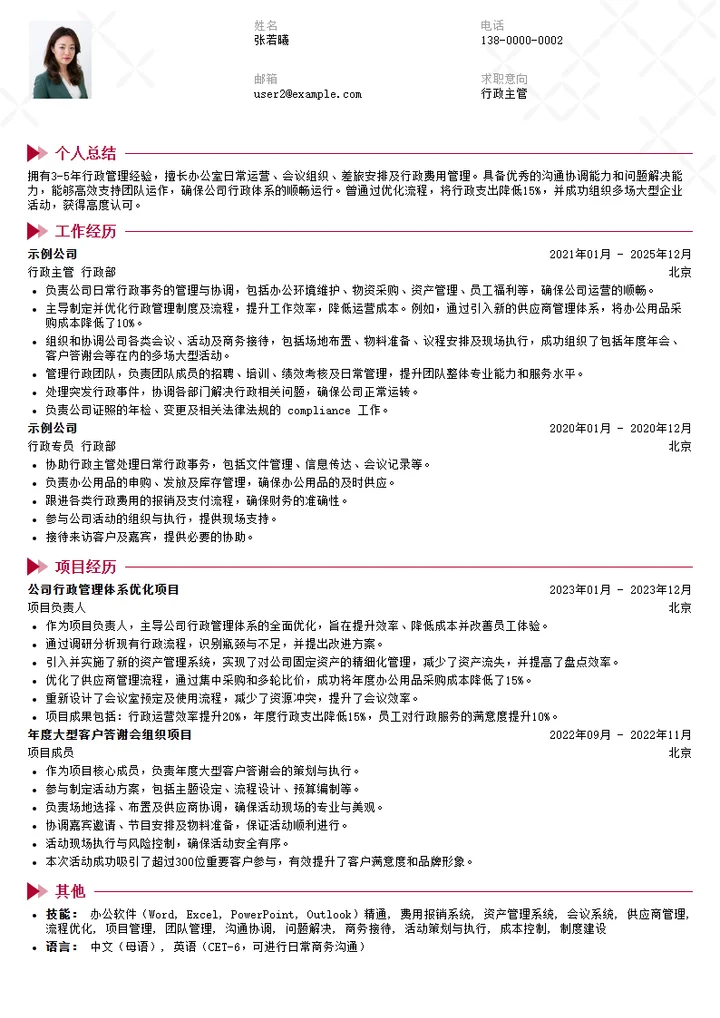 姓名
张若曦
电话
138-0000-0002
邮箱
user2@example.com
求职意向
行政主管
个人总结
拥有3-5年行政管理经验，擅长办公室日常运营、会议组织、差旅安排及行政费用管理。具备优秀的沟通协调能力和问题解决能
力，能够高效支持团队运作，确保公司行政体系的顺畅运行。曾通过优化流程，将行政支出降低15%，并成功组织多场大型企业
活动，获得高度认可。
工作经历
示例公司 2021年01月 - 2025年12月
行政主管 行政部 北京
• 负责公司日常行政事务的管理与协调，包括办公环境维护、物资采购、资产管理、员工福利等，确保公司运营的顺畅。
• 主导制定并优化行政管理制度及流程，提升工作效率，降低运营成本。例如，通过引入新的供应商管理体系，将办公用品采
购成本降低了10%。
• 组织和协调公司各类会议、活动及商务接待，包括场地布置、物料准备、议程安排及现场执行，成功组织了包括年度年会、
客户答谢会等在内的多场大型活动。
• 管理行政团队，负责团队成员的招聘、培训、绩效考核及日常管理，提升团队整体专业能力和服务水平。
• 处理突发行政事件，协调各部门解决行政相关问题，确保公司正常运转。
• 负责公司证照的年检、变更及相关法律法规的 compliance 工作。
示例公司 2020年01月 - 2020年12月
行政专员 行政部 北京
• 协助行政主管处理日常行政事务，包括文件管理、信息传达、会议记录等。
• 负责办公用品的申购、发放及库存管理，确保办公用品的及时供应。
• 跟进各类行政费用的报销及支付流程，确保财务的准确性。
• 参与公司活动的组织与执行，提供现场支持。
• 接待来访客户及嘉宾，提供必要的协助。
项目经历
公司行政管理体系优化项目 2023年01月 - 2023年12月
项目负责人 北京
• 作为项目负责人，主导公司行政管理体系的全面优化，旨在提升效率、降低成本并改善员工体验。
• 通过调研分析现有行政流程，识别瓶颈与不足，并提出改进方案。
• 引入并实施了新的资产管理系统，实现了对公司固定资产的精细化管理，减少了资产流失，并提高了盘点效率。
• 优化了供应商管理流程，通过集中采购和多轮比价，成功将年度办公用品采购成本降低了15%。
• 重新设计了会议室预定及使用流程，减少了资源冲突，提升了会议效率。
• 项目成果包括：行政运营效率提升20%，年度行政支出降低15%，员工对行政服务的满意度提升10%。
年度大型客户答谢会组织项目 2022年09月 - 2022年11月
项目成员 北京
• 作为项目核心成员，负责年度大型客户答谢会的策划与执行。
• 参与制定活动方案，包括主题设定、流程设计、预算编制等。
• 负责场地选择、布置及供应商协调，确保活动现场的专业与美观。
• 协调嘉宾邀请、节目安排及物料准备，保证活动顺利进行。
• 活动现场执行与风险控制，确保活动安全有序。
• 本次活动成功吸引了超过300位重要客户参与，有效提升了客户满意度和品牌形象。
其他
• 技能： 办公软件（Word, Excel, PowerPoint, Outlook）精通, 费用报销系统, 资产管理系统, 会议系统, 供应商管理,
流程优化, 项目管理, 团队管理, 沟通协调, 问题解决, 商务接待, 活动策划与执行, 成本控制, 制度建设
• 语言： 中文（母语）, 英语（CET-6，可进行日常商务沟通）